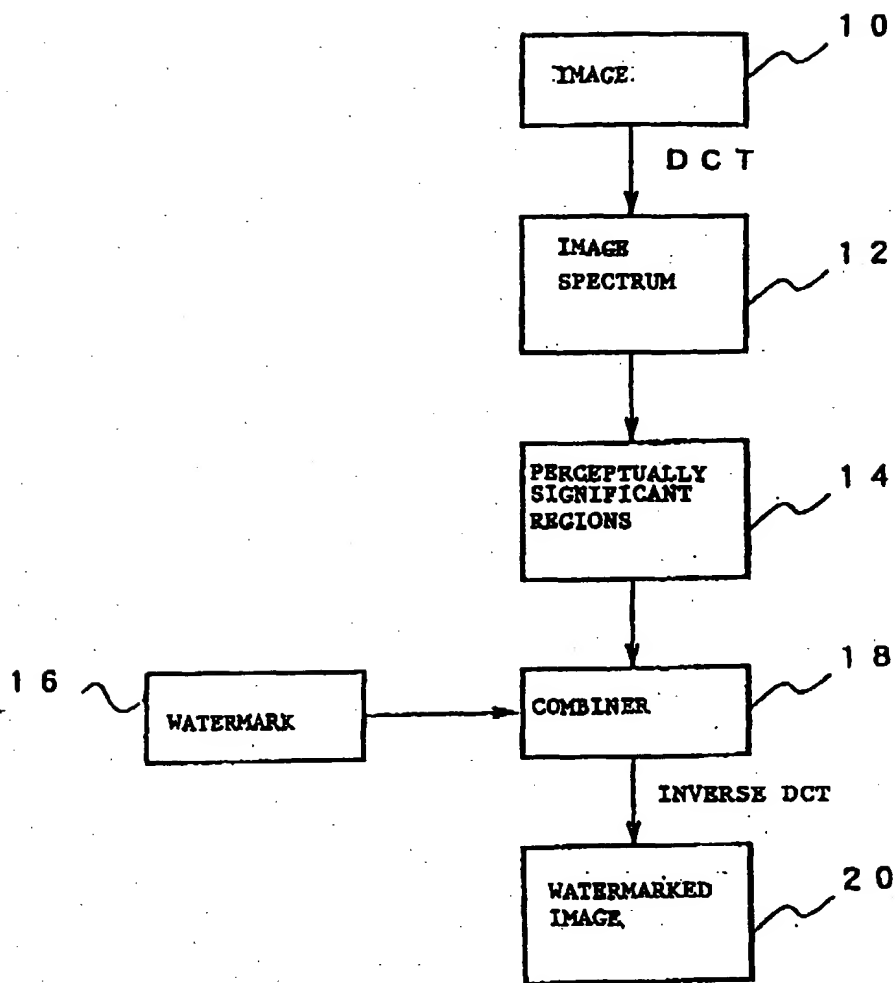 10
IMAGE
DCT
12
IMAGE
SPECTRUM
14
PERCEPTUALLY
SIGNIFICANT
REGIONS
16
WATERMARK
18
COMBINER
INVERSE DCT
20
WATERMARKED
IMAGE